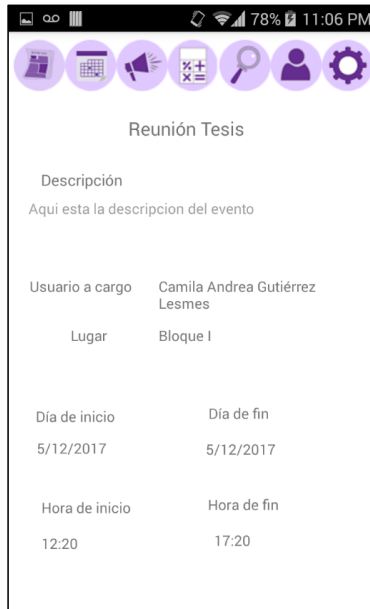 78% 11:06 PM
Reunión Tesis
Descripción
Aqui esta la descripcion del evento
Usuario a cargo Camila Andrea Gutiérrez
Lesmes
Lugar Bloque I
Día de inicio Día de fin
5/12/2017 5/12/2017
Hora de inicio Hora de fin
12:20 17:20